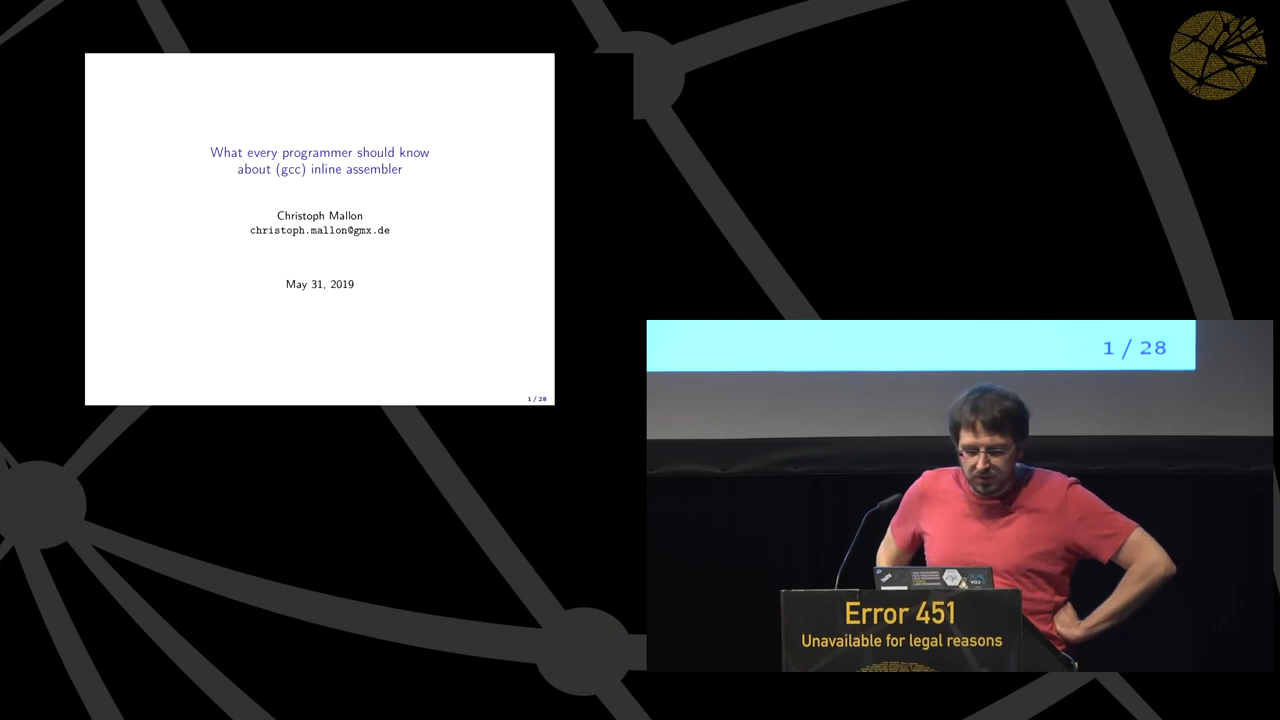 What every programmer should know
about (gcc) inline assembler
Christoph Mallon
christoph.mallon@gmx.de
May 31, 2019
1 / 28
1 / 28
Error 451
Unavailable for legal reasons